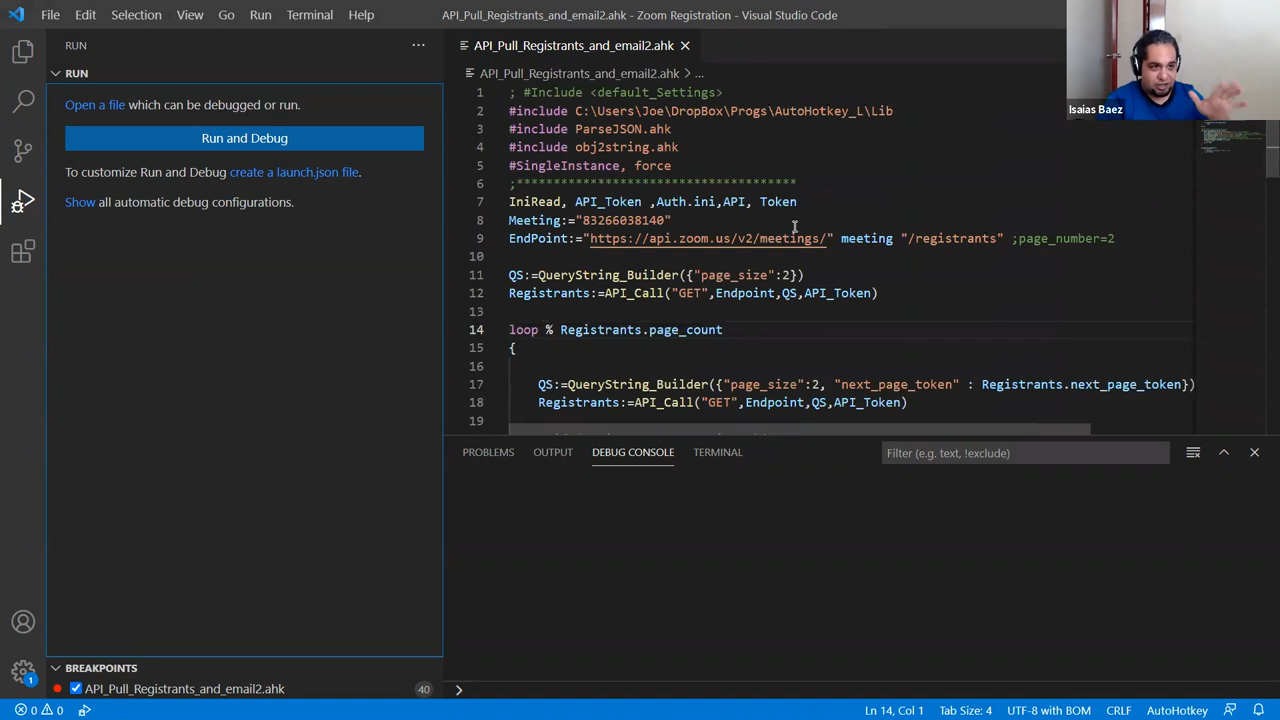 File Edit Selection View Go Run Terminal Help API_Pull_Registrants_and_email2.ahk - Zoom Registration - Visual Studio Code
RUN ···
RUN
Open a file which can be debugged or run.
Run and Debug
To customize Run and Debug create a launch.json file.
Show all automatic debug configurations.
BREAKPOINTS
API_Pull_Registrants_and_email2.ahk 40
API_Pull_Registrants_and_email2.ahk
API_Pull_Registrants_and_email2.ahk > ...
1 ; #Include <default_Settings>
2 #include C:\Users\Joe\DropBox\Progs\AutoHotkey_L\Lib
3 #include ParseJSON.ahk
4 #include obj2string.ahk
5 #SingleInstance, force
6 ;**************************************
7 IniRead, API_Token ,Auth.ini,API, Token
8 Meeting:="83266038140"
9 EndPoint:="https://api.zoom.us/v2/meetings/" meeting "/registrants" ;page_number=2
10
11 QS:=QueryString_Builder({"page_size":2})
12 Registrants:=API_Call("GET",Endpoint,QS,API_Token)
13
14 loop % Registrants.page_count
15 {
16
17 QS:=QueryString_Builder({"page_size":2, "next_page_token" : Registrants.next_page_token})
18 Registrants:=API_Call("GET",Endpoint,QS,API_Token)
19
PROBLEMS OUTPUT DEBUG CONSOLE TERMINAL Filter (e.g. text, !exclude)
Isaias Baez
1
0 0 Ln 14, Col 1 Tab Size: 4 UTF-8 with BOM CRLF AutoHotkey